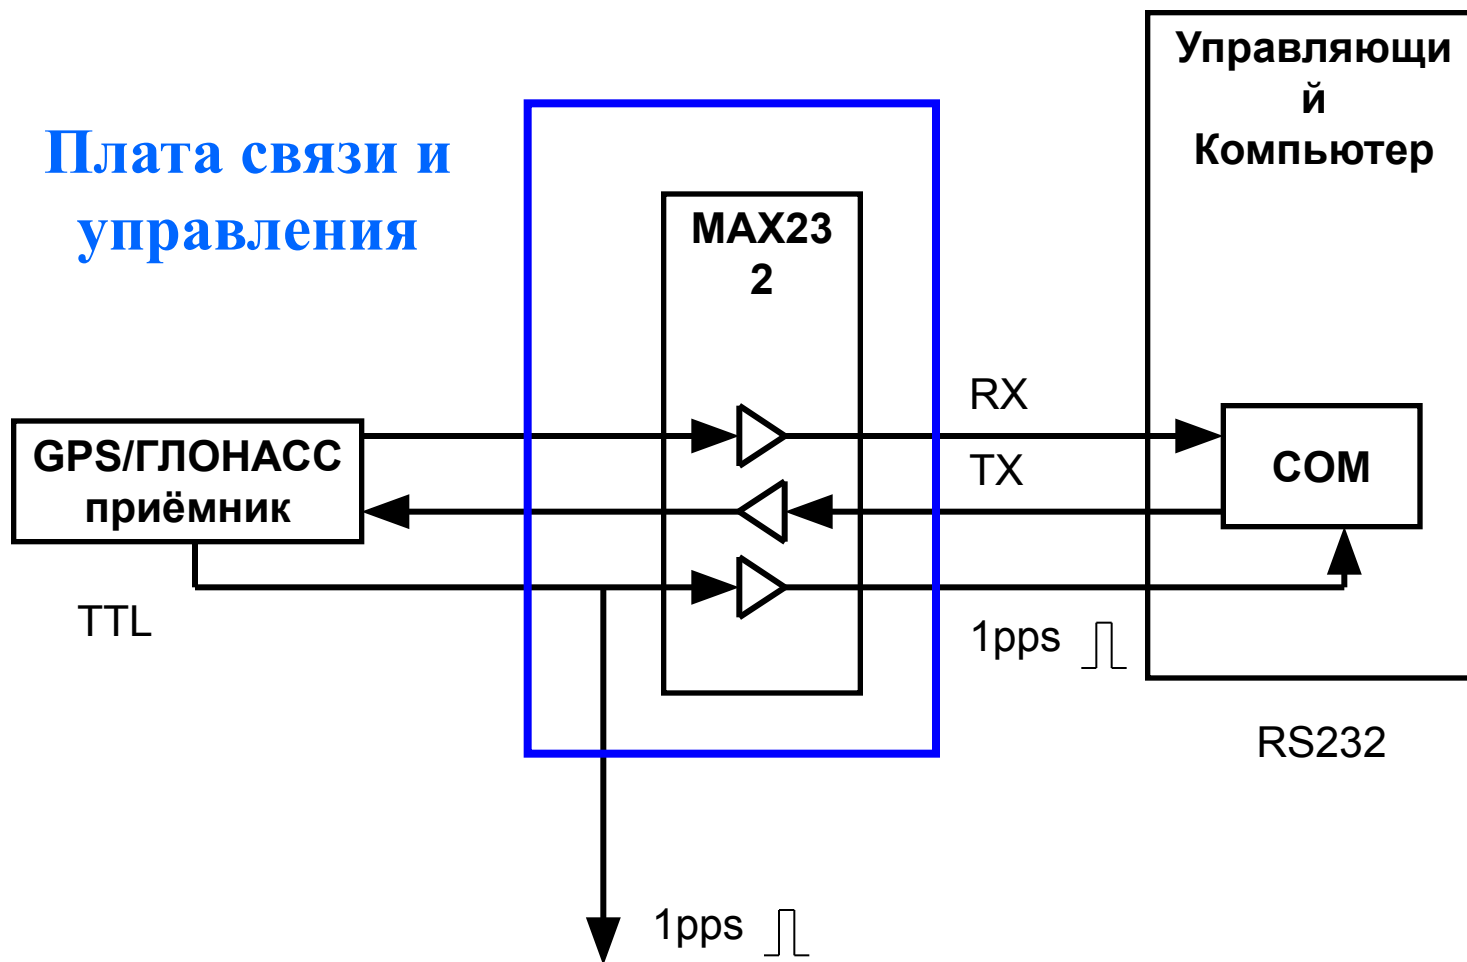 Плата связи и
управления
MAX23
2
Управляющи
й
Компьютер
GPS/ГЛОНАСС
приёмник
RX
TX
COM
TTL
1pps
RS232
1pps